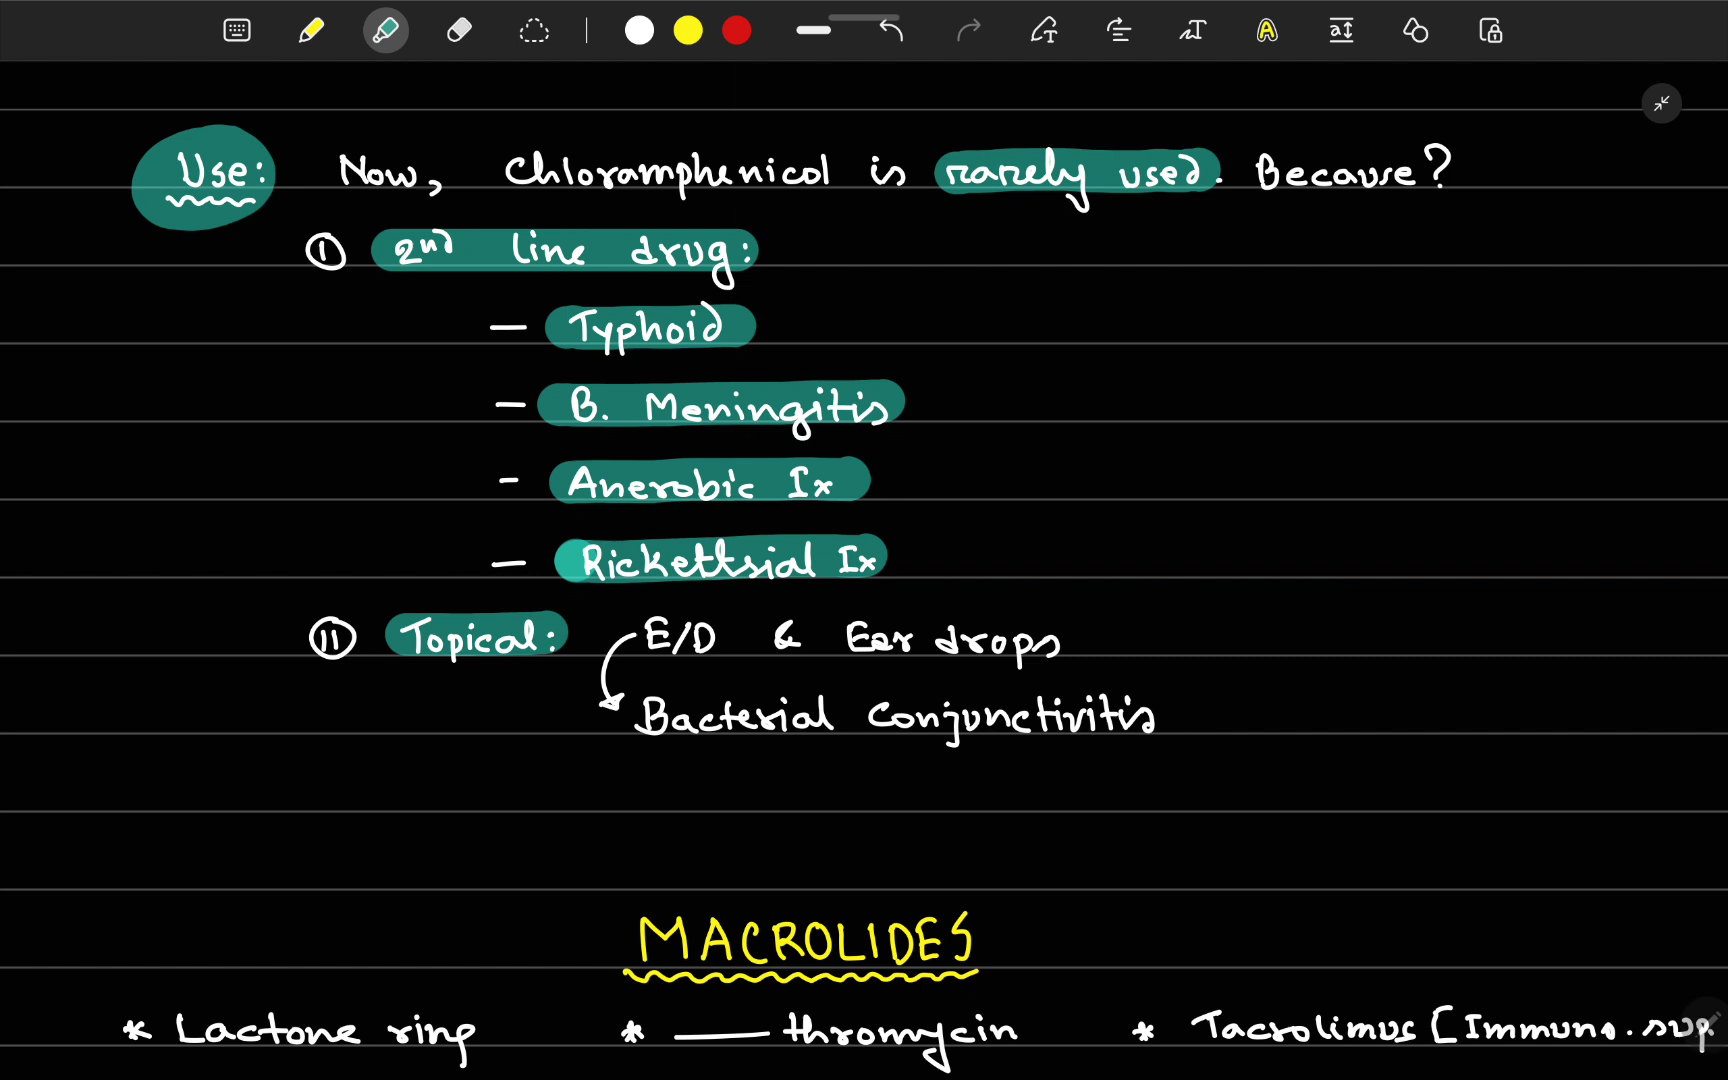 Use: Now, Chloramphenicol is rarely used. Because?
① 2nd line drug:
— Typhoid
— B. Meningitis
- Anerobic Ix
— Rickettsial Ix
⑪ Topical: E/D & Ear drops
Bacterial Conjunctivitis
MACROLIDES
* Lactone ring * —— thromycin * Tacrolimus [Immuno. sup